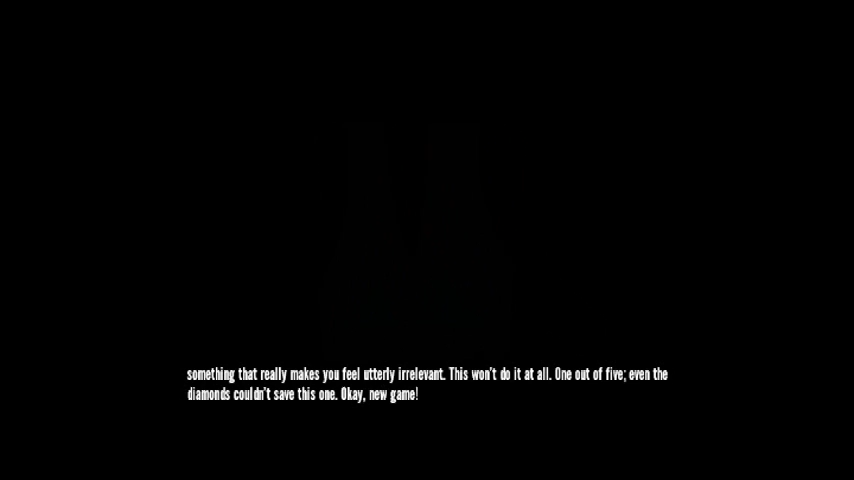 something that really makes you feel utterly irrelevant. This won't do it at all. One out of five; even the
diamonds couldn't save this one. Okay, new game!